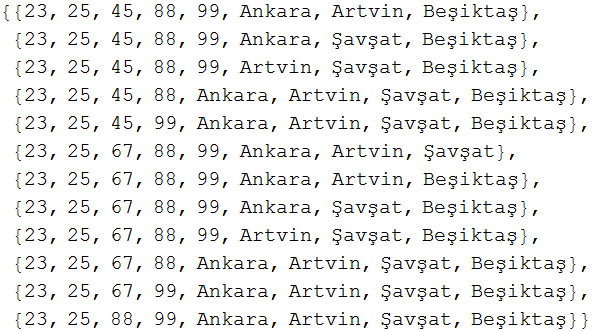 {{23, 25, 45, 88, 99, Ankara, Artvin, Beşiktaş},
{23, 25, 45, 88, 99, Ankara, Şavşat, Beşiktaş},
{23, 25, 45, 88, 99, Artvin, Şavşat, Beşiktaş},
{23, 25, 45, 88, Ankara, Artvin, Şavşat, Beşiktaş},
{23, 25, 45, 99, Ankara, Artvin, Şavşat, Beşiktaş},
{23, 25, 67, 88, 99, Ankara, Artvin, Şavşat},
{23, 25, 67, 88, 99, Ankara, Artvin, Beşiktaş},
{23, 25, 67, 88, 99, Ankara, Şavşat, Beşiktaş},
{23, 25, 67, 88, 99, Artvin, Şavşat, Beşiktaş},
{23, 25, 67, 88, Ankara, Artvin, Şavşat, Beşiktaş},
{23, 25, 67, 99, Ankara, Artvin, Şavşat, Beşiktaş},
{23, 25, 88, 99, Ankara, Artvin, Şavşat, Beşiktaş}}